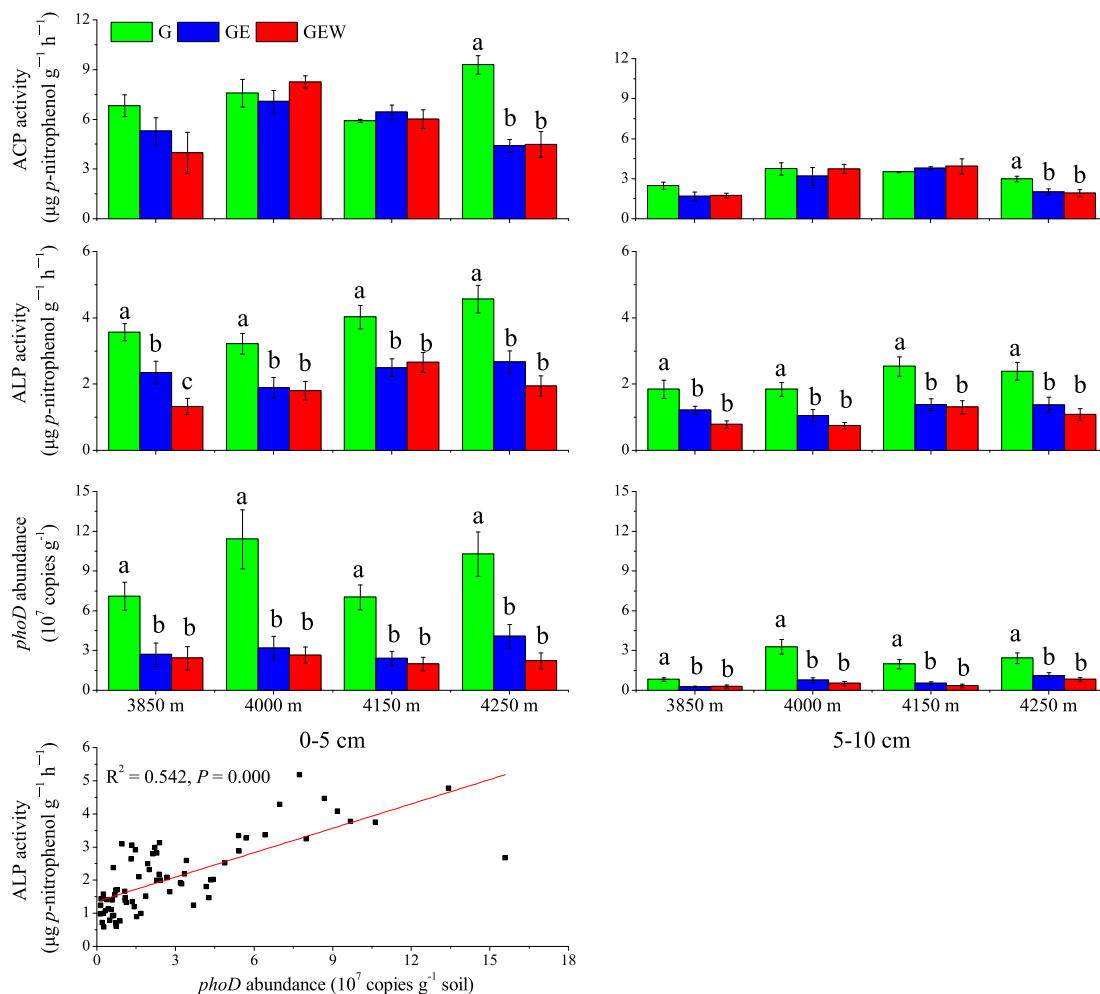 G GE GEW
ACP activity
(µg p-nitrophenol g⁻¹ h⁻¹)
12
9
6
3
0
a
b b
12
9
6
3
0
a
b b
ALP activity
(µg p-nitrophenol g⁻¹ h⁻¹)
6
4
2
0
a
b
c
a
b b
a
b b
a
b
b
6
4
2
0
a
b
b
a
b b
a
b b
a
b
b
phoD abundance
(10⁷ copies g⁻¹)
15
12
9
6
3
0
a
b b
a
b b
a
b b
a
b
b
3850 m 4000 m 4150 m 4250 m
0-5 cm
15
12
9
6
3
0
a
b b
a
b b
a
b b
a
b b
3850 m 4000 m 4150 m 4250 m
5-10 cm
ALP activity
(µg p-nitrophenol g⁻¹ h⁻¹)
6
5
4
3
2
1
0
R² = 0.542, P = 0.000
0 3 6 9 12 15 18
phoD abundance (10⁷ copies g⁻¹ soil)